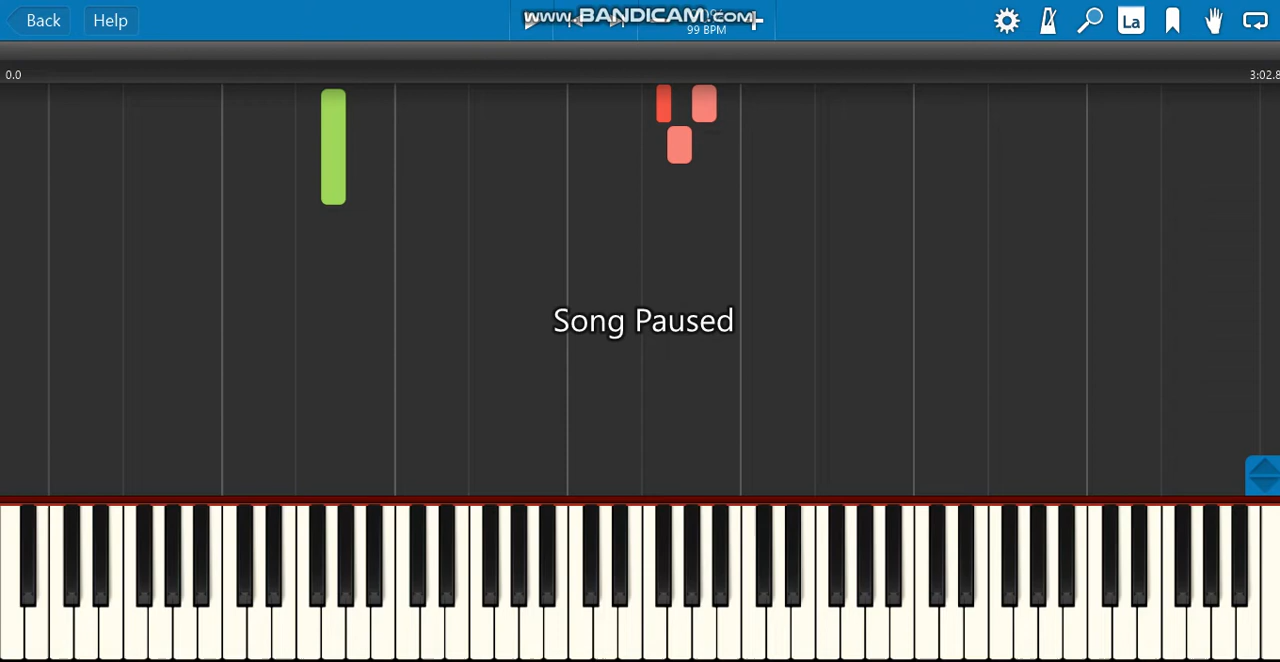 Back
Help
www.BANDICAM.com
99 BPM
La
0.0
3:02.8
Song Paused